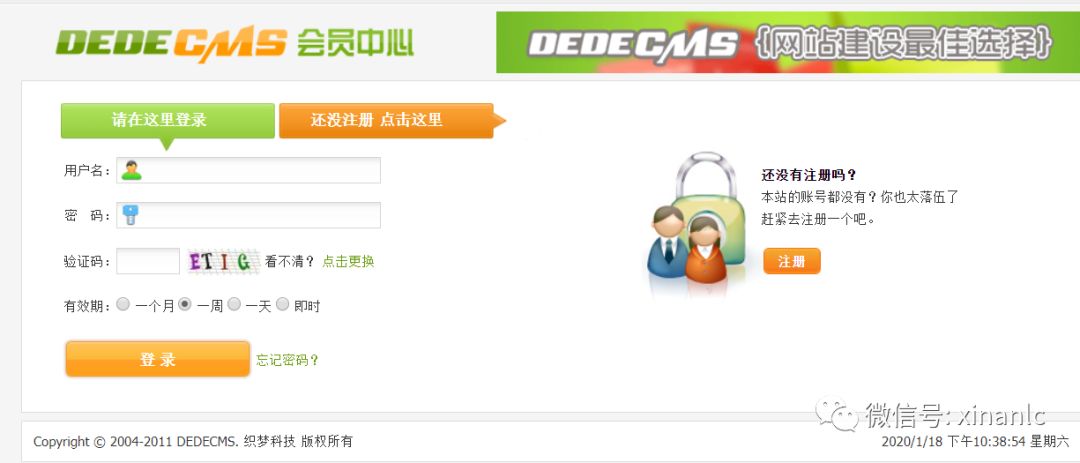 DEDECMS 会员中心
DEDECMS {网站建设最佳选择}
请在这里登录
还没注册 点击这里
用户名：
密 码：
验证码： ETIG 看不清？ 点击更换
有效期： 一个月 一周 一天 即时
登 录 忘记密码？
还没有注册吗？
本站的账号都没有？你也太落伍了
赶紧去注册一个吧。
注册
微信号: xinanlc
Copyright © 2004-2011 DEDECMS. 织梦科技 版权所有
2020/1/18 下午10:38:54 星期六